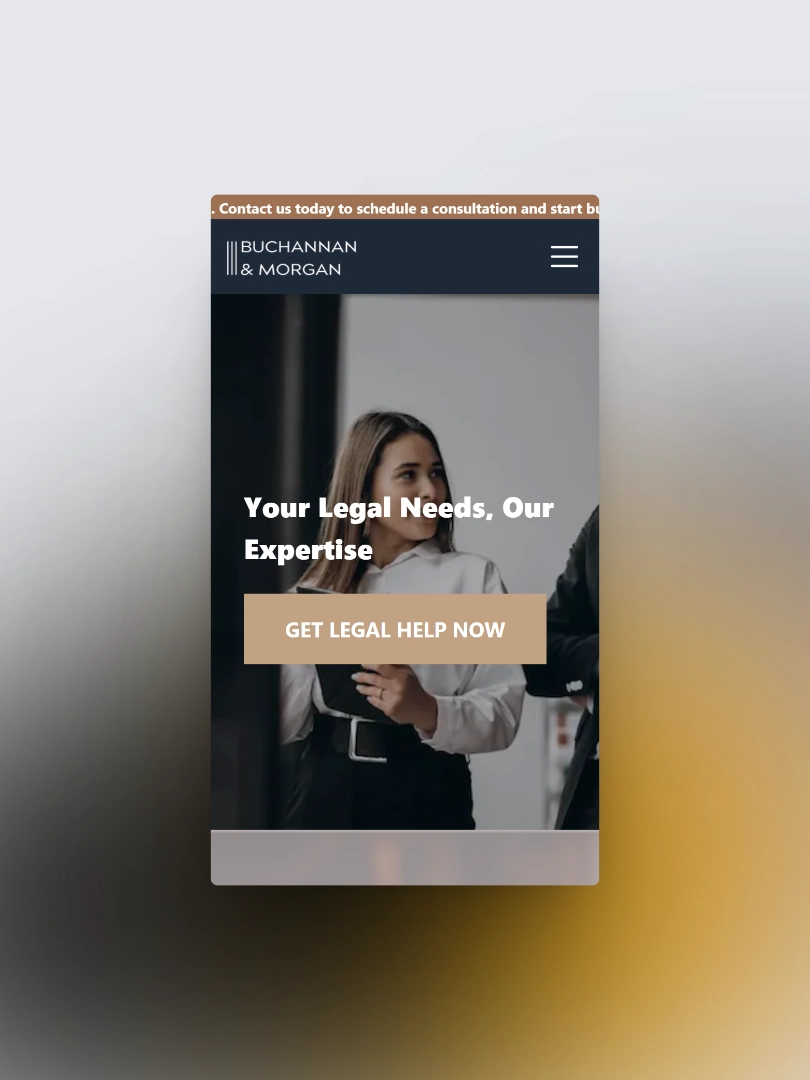 . Contact us today to schedule a consultation and start
BUCHANNAN
& MORGAN
Your Legal Needs, Our
Expertise
GET LEGAL HELP NOW